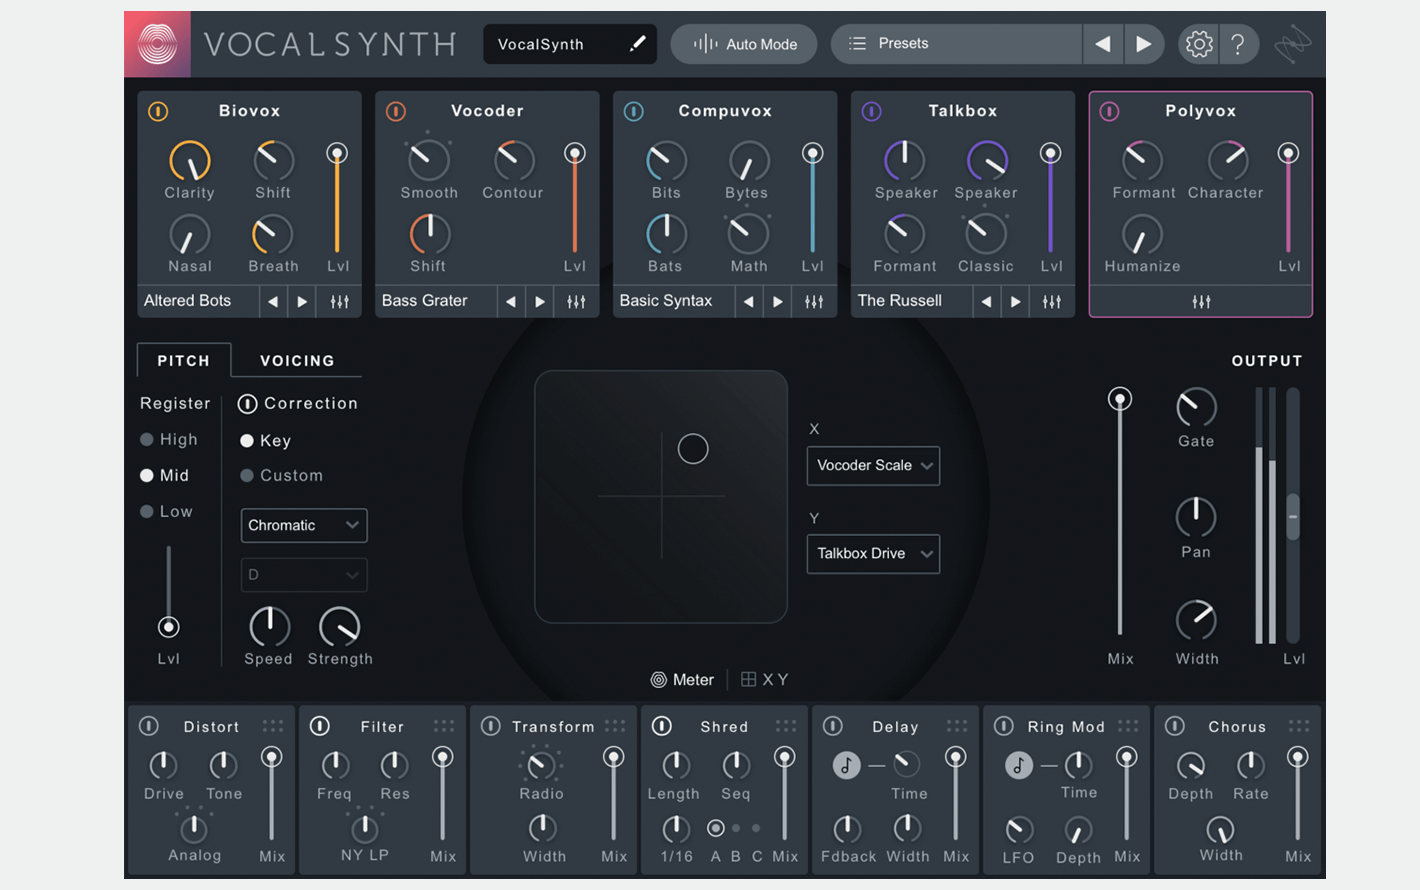 VOCALSYNTH VocalSynth Auto Mode Presets ?
Biovox Vocoder Compuvox Talkbox Polyvox
Clarity Shift Smooth Contour Bits Bytes Speaker Speaker Formant Character
Nasal Breath Lvl Shift Lvl Bats Math Lvl Formant Classic Lvl Humanize Lvl
Altered Bots Bass Grater Basic Syntax The Russell
PITCH VOICING OUTPUT
Register Correction
High Key
Mid Custom
Low
Chromatic
D
Lvl Speed Strength
X
Vocoder Scale
Y
Talkbox Drive
Meter X Y
Gate
Pan
Mix Width Lvl
Distort Filter Transform Shred Delay Ring Mod Chorus
Drive Tone Freq Res Radio Length Seq Time Time Depth Rate
Analog Mix NY LP Mix Width Mix 1/16 A B C Mix Fdback Width Mix LFO Depth Mix Width Mix